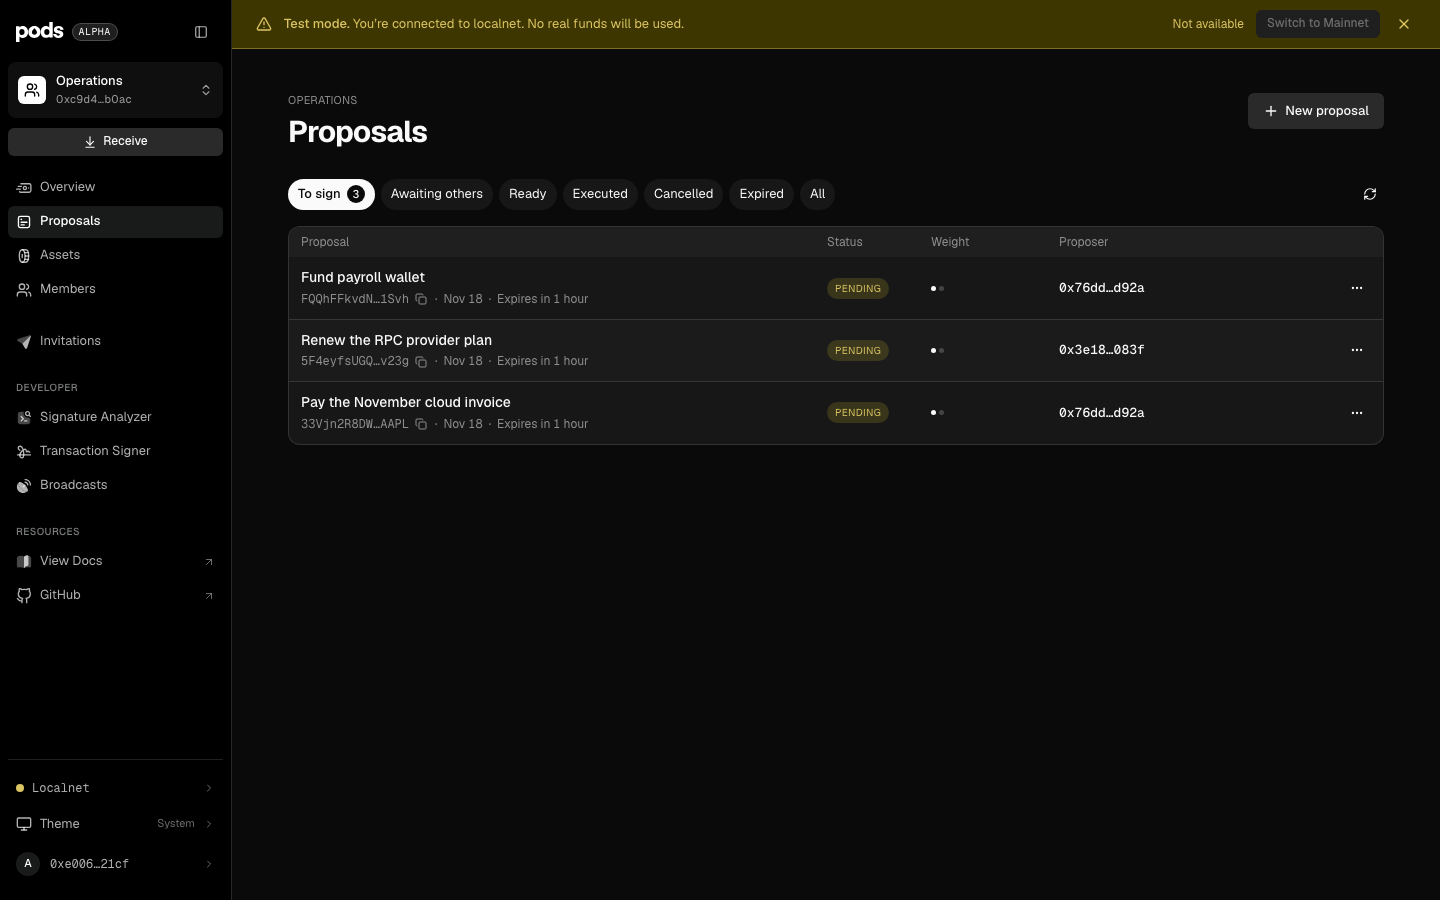 pods ALPHA
Operations
0xc9d4…b0ac
Receive
Overview
Proposals
Assets
Members
Invitations
DEVELOPER
Signature Analyzer
Transaction Signer
Broadcasts
RESOURCES
View Docs
GitHub
Localnet
Theme System
A 0xe006…21cf
Test mode. You're connected to localnet. No real funds will be used. Not available Switch to Mainnet
OPERATIONS
Proposals
New proposal
To sign 3 Awaiting others Ready Executed Cancelled Expired All
Proposal Status Weight Proposer
Fund payroll wallet
FQQhFFkvdN…1Svh · Nov 18 · Expires in 1 hour
PENDING
0x76dd…d92a
Renew the RPC provider plan
5F4eyfsUGQ…v23g · Nov 18 · Expires in 1 hour
PENDING
0x3e18…083f
Pay the November cloud invoice
33Vjn2R8DW…AAPL · Nov 18 · Expires in 1 hour
PENDING
0x76dd…d92a